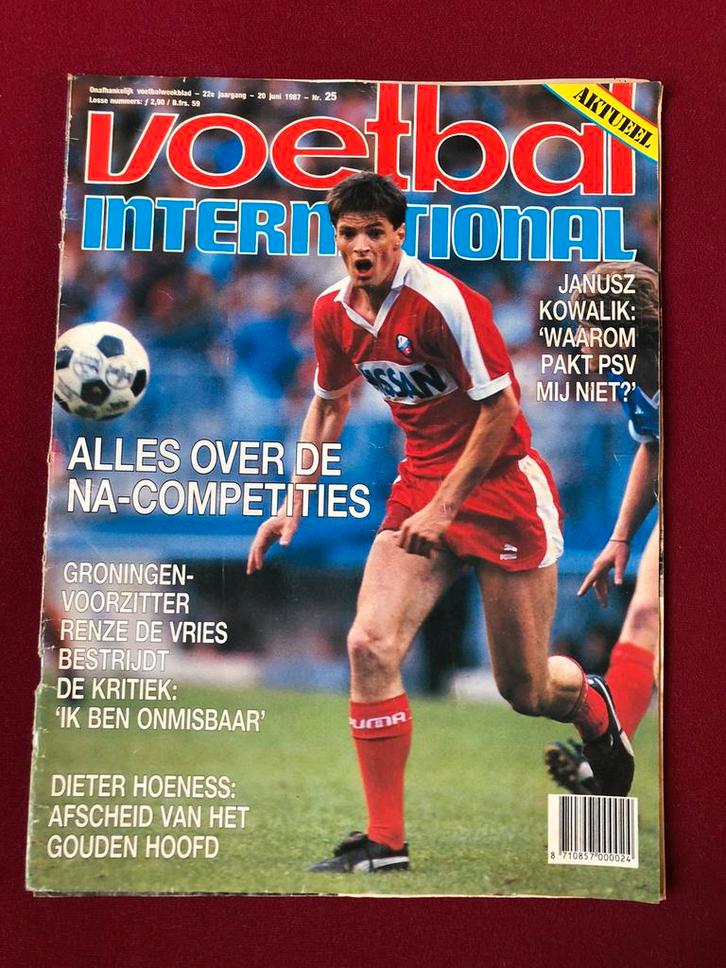 Onafhankelijk voetbalweekblad – 22e jaargang – 20 juni 1987 – Nr. 25
Losse nummers: ƒ 2,90 / B.frs. 59
AKTUEEL
voetbal
INTERNATIONAL
JANUSZ
KOWALIK:
'WAAROM
PAKT PSV
MIJ NIET?'
ALLES OVER DE
NA-COMPETITIES
GRONINGEN-
VOORZITTER
RENZE DE VRIES
BESTRIJDT
DE KRITIEK:
'IK BEN ONMISBAAR'
DIETER HOENESS:
AFSCHEID VAN HET
GOUDEN HOOFD
PUMA
8 710857 000024